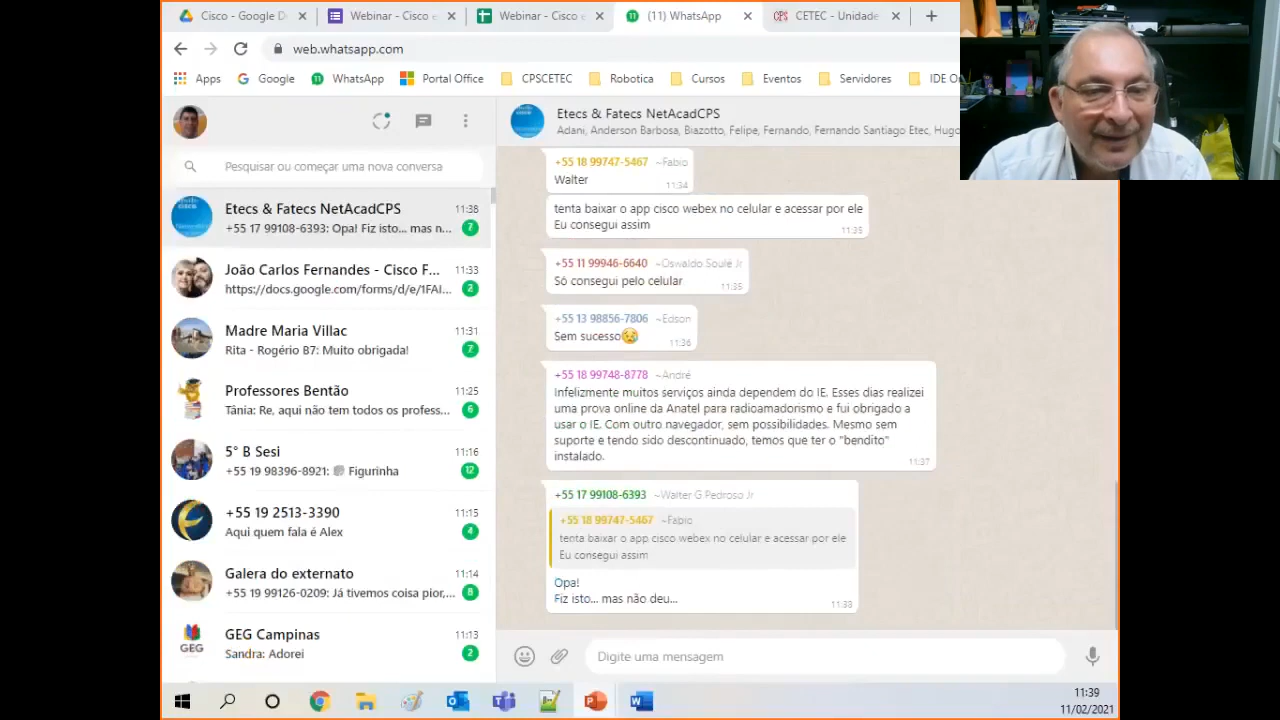 Cisco - Google D
Webinar - Cisco e
Webinar - Cisco e
(11) WhatsApp
CETEC - Unidade
web.whatsapp.com
Apps
Google
WhatsApp
Portal Office
CPSCETEC
Robotica
Cursos
Eventos
Servidores
IDE O
Etecs & Fatecs NetAcadCPS
Adani, Anderson Barbosa, Biazotto, Felipe, Fernando, Fernando Santiago Etec, Hugo
Pesquisar ou começar uma nova conversa
Etecs & Fatecs NetAcadCPS 11:38
+55 17 99108-6393: Opa! Fiz isto... mas n... 7
João Carlos Fernandes - Cisco F... 11:33
https://docs.google.com/forms/d/e/1FAI... 2
Madre Maria Villac 11:31
Rita - Rogério B7: Muito obrigada! 7
Professores Bentão 11:25
Tânia: Re, aqui não tem todos os profess... 6
5° B Sesi 11:16
+55 19 98396-8921: Figurinha 12
+55 19 2513-3390 11:15
Aqui quem fala é Alex 4
Galera do externato 11:14
+55 19 99126-0209: Já tivemos coisa pior,... 8
GEG
GEG Campinas 11:13
Sandra: Adorei 2
+55 18 99747-5467 ~Fabio
Walter 11:34
tenta baixar o app cisco webex no celular e acessar por ele
Eu consegui assim 11:35
+55 11 99946-6640 ~Oswaldo Soulé Jr
Só consegui pelo celular 11:35
+55 13 98856-7806 ~Edson
Sem sucesso😥 11:36
+55 18 99748-8778 ~André
Infelizmente muitos serviços ainda dependem do IE. Esses dias realizei
uma prova online da Anatel para radioamadorismo e fui obrigado a
usar o IE. Com outro navegador, sem possibilidades. Mesmo sem
suporte e tendo sido descontinuado, temos que ter o "bendito"
instalado. 11:37
+55 17 99108-6393 ~Walter G Pedroso Jr
+55 18 99747-5467 ~Fabio
tenta baixar o app cisco webex no celular e acessar por ele
Eu consegui assim
Opa!
Fiz isto... mas não deu... 11:38
Digite uma mensagem
11:39
11/02/2021